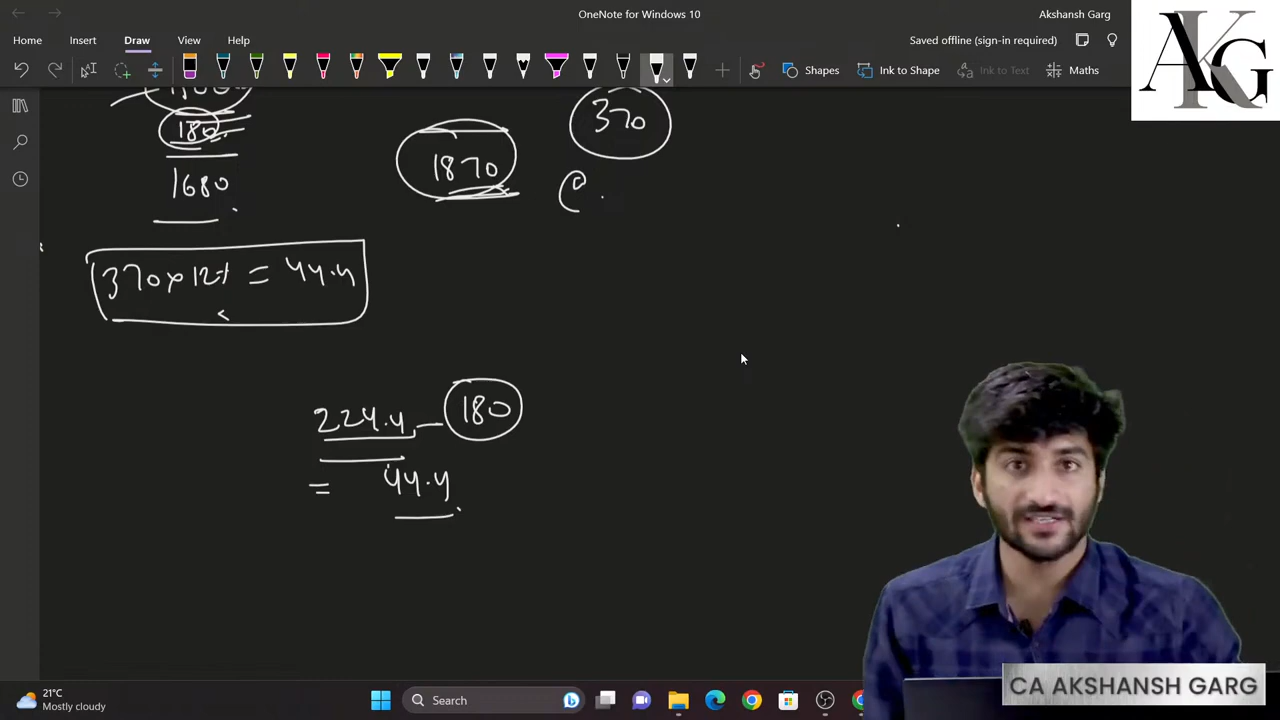 OneNote for Windows 10
Akshansh Garg
Home Insert Draw View Help
Saved offline (sign-in required)
Shapes
Ink to Shape
Ink to Text
Maths
AKG
180
1680
1870
370
370 x 12% = 44.4
224.4 - 180
= 44.4
CA AKSHANSH GARG
21°C
Mostly cloudy
Search